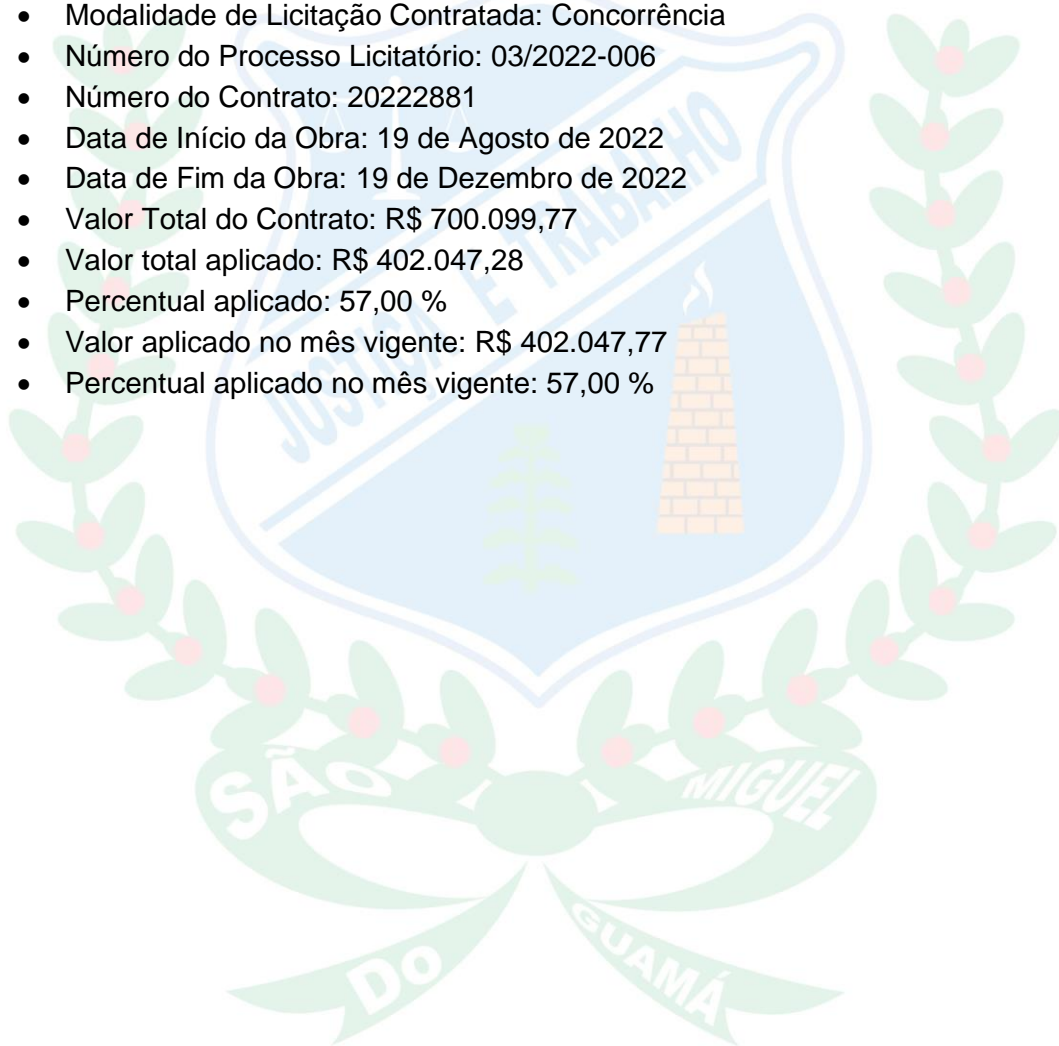 • Modalidade de Licitação Contratada: Concorrência
• Número do Processo Licitatório: 03/2022-006
• Número do Contrato: 20222881
• Data de Início da Obra: 19 de Agosto de 2022
• Data de Fim da Obra: 19 de Dezembro de 2022
• Valor Total do Contrato: R$ 700.099,77
• Valor total aplicado: R$ 402.047,28
• Percentual aplicado: 57,00 %
• Valor aplicado no mês vigente: R$ 402.047,77
• Percentual aplicado no mês vigente: 57,00 %
JUSTIÇA E TRABALHO
SÃO MIGUEL
DO GUAMÁ